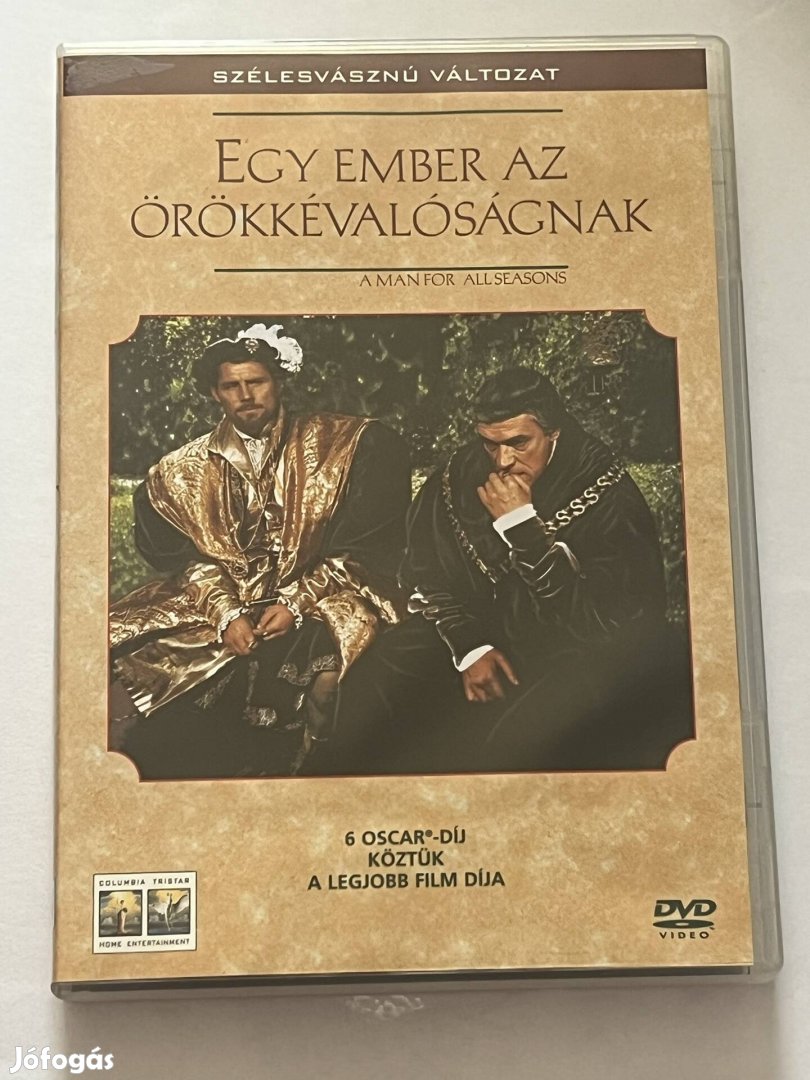 SZÉLESVÁSZNÚ VÁLTOZAT
EGY EMBER AZ
ÖRÖKKÉVALÓSÁGNAK
A MAN FOR ALL SEASONS
6 OSCAR®-DÍJ
KÖZTÜK
A LEGJOBB FILM DÍJA
COLUMBIA TRISTAR
HOME ENTERTAINMENT
DVD
VIDEO
Jófogás